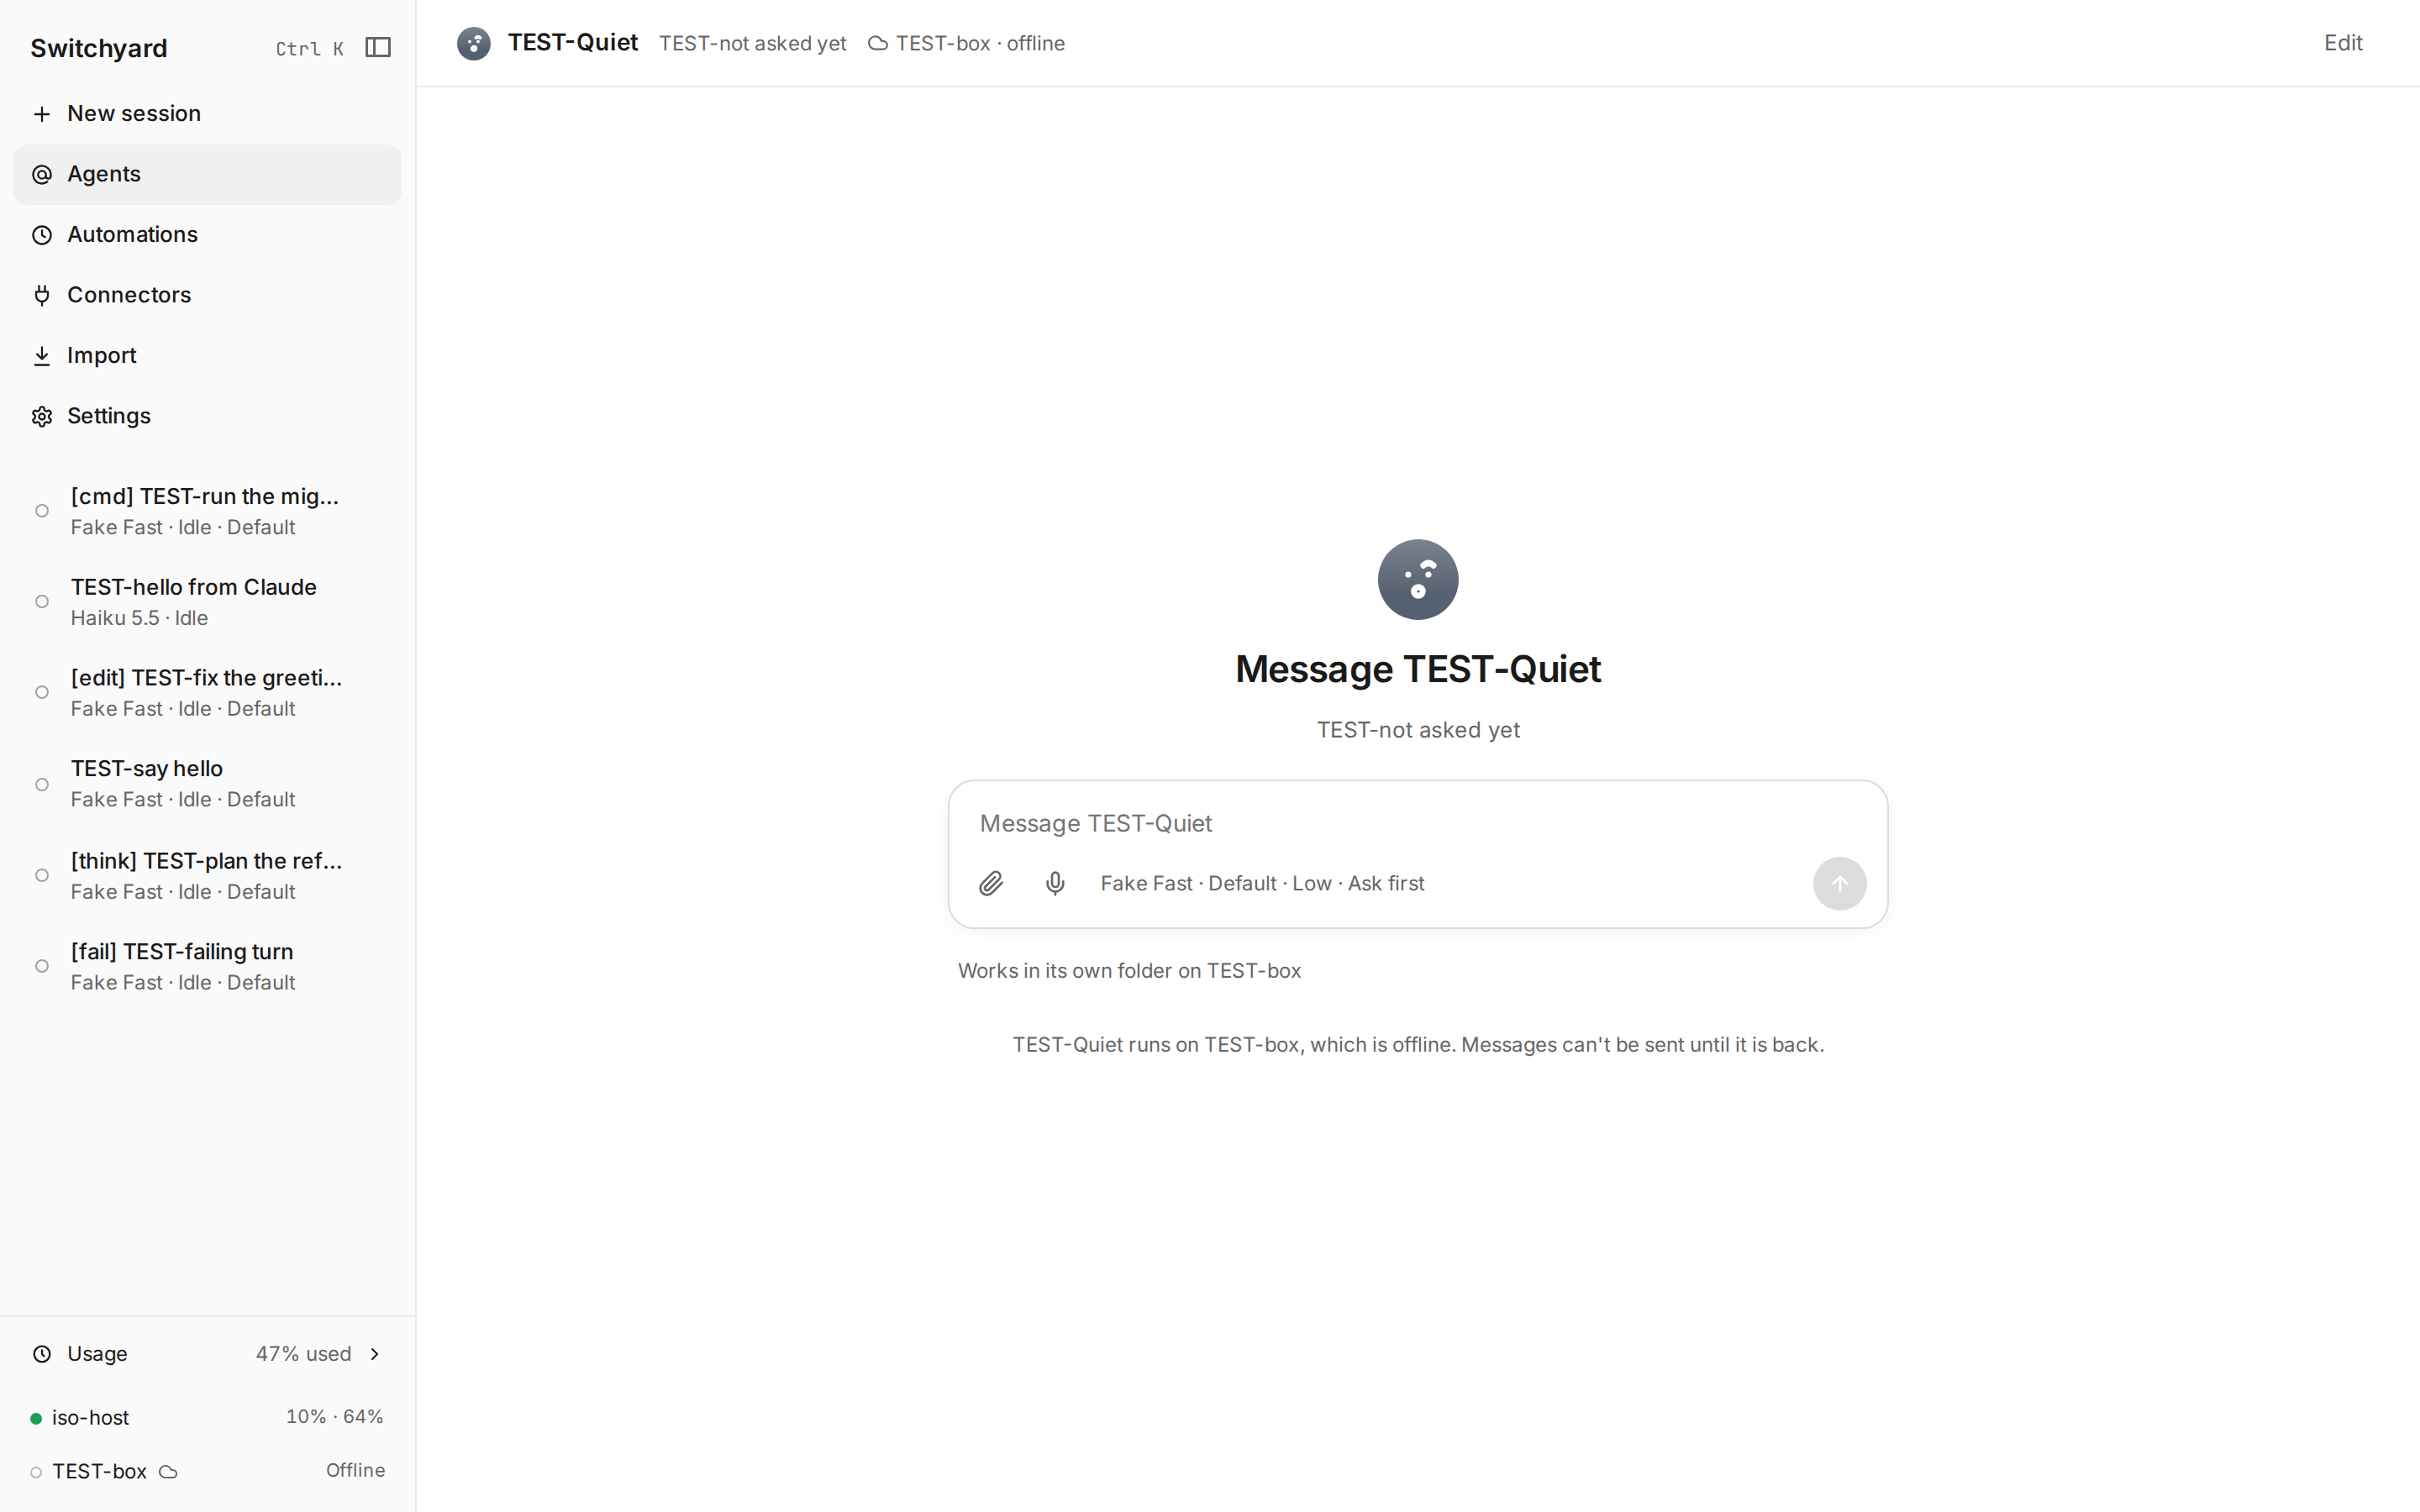 Switchyard
Ctrl K
New session
Agents
Automations
Connectors
Import
Settings
[cmd] TEST-run the mig...
Fake Fast · Idle · Default
TEST-hello from Claude
Haiku 5.5 · Idle
[edit] TEST-fix the greeti...
Fake Fast · Idle · Default
TEST-say hello
Fake Fast · Idle · Default
[think] TEST-plan the ref...
Fake Fast · Idle · Default
[fail] TEST-failing turn
Fake Fast · Idle · Default
Usage 47% used
iso-host 10% · 64%
TEST-box Offline
TEST-Quiet TEST-not asked yet TEST-box · offline Edit
Message TEST-Quiet
TEST-not asked yet
Message TEST-Quiet
Fake Fast · Default · Low · Ask first
Works in its own folder on TEST-box
TEST-Quiet runs on TEST-box, which is offline. Messages can't be sent until it is back.